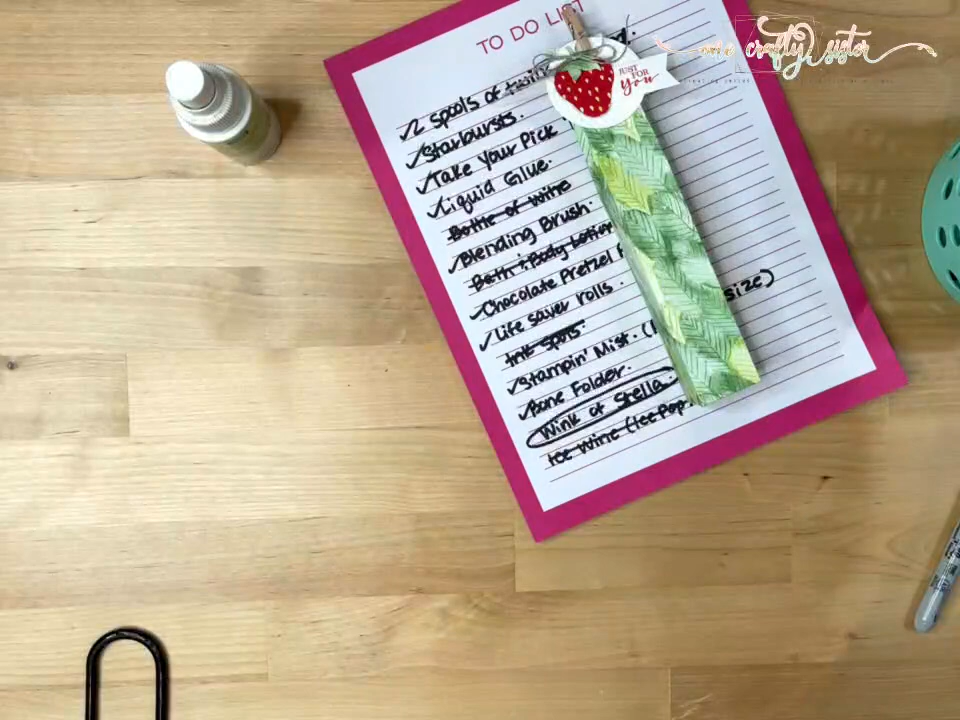 TO DO LIST
one crafty sister
JUST
FOR
you
✓2 spools of twin
✓Starbursts.
✓Take Your Pick
✓Liquid Glue.
Bottle of Wine
✓Blending Brush.
Bath & Body Lotion
✓Chocolate Pretzel
✓Life saver rolls.
Ink spots.
✓Stampin' Mist. ( size)
✓Bone Folder.
Wink of Stella.
Ice Wine (IcePop.